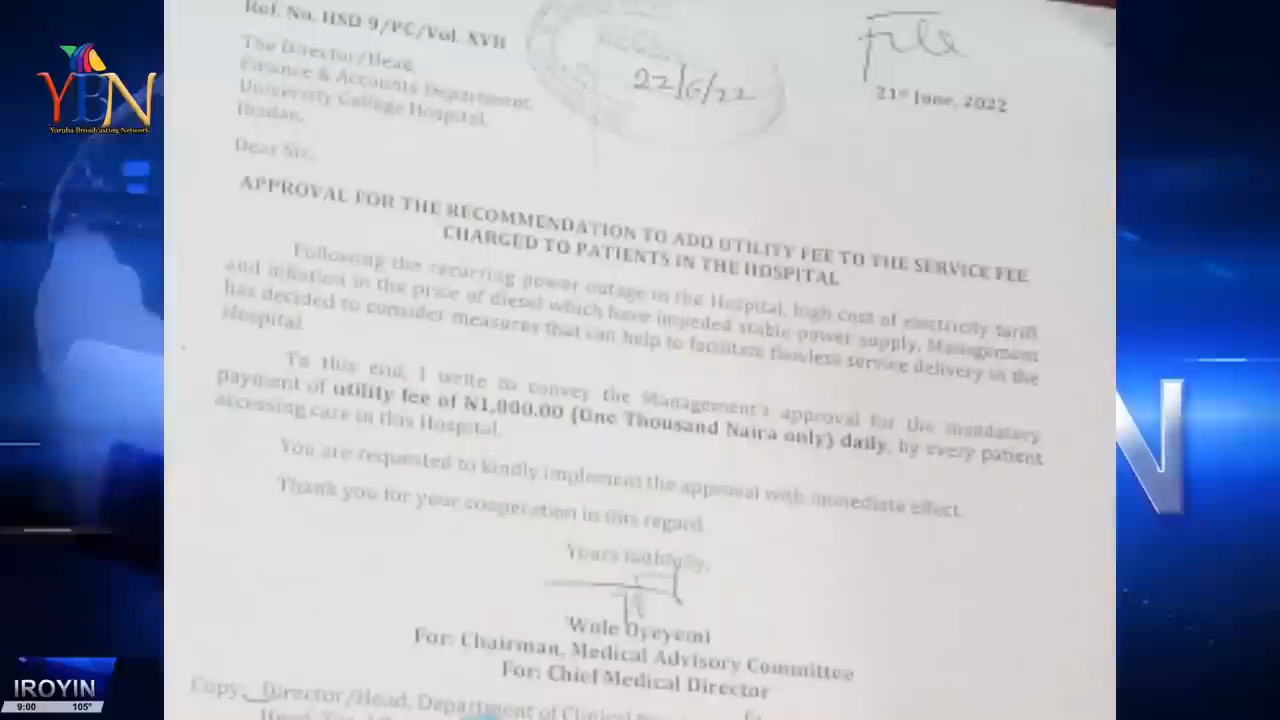 YBN
Yoruba Broadcasting Network
Ref. No. HSD 9/PC/Vol. XVII
The Director/Head,
Finance & Accounts Department,
University College Hospital,
Ibadan.
22/6/22
File
21st June, 2022
Dear Sir,
APPROVAL FOR THE RECOMMENDATION TO ADD UTILITY FEE TO THE SERVICE FEE
CHARGED TO PATIENTS IN THE HOSPITAL
Following the recurring power outage in the Hospital, high cost of electricity tariff
and inflation in the price of diesel which have impeded stable power supply, Management
has decided to consider measures that can help to facilitate flawless service delivery in the
Hospital.
To this end, I write to convey the Management's approval for the mandatory
payment of utility fee of N1,000.00 (One Thousand Naira only) daily, by every patient
accessing care in this Hospital.
You are requested to kindly implement the approval with immediate effect.
Thank you for your cooperation in this regard.
Yours faithfully,
Wole Oyeyemi
For: Chairman, Medical Advisory Committee
For: Chief Medical Director
Copy: Director/Head, Department of Clinical
N
IROYIN
9:00 105°